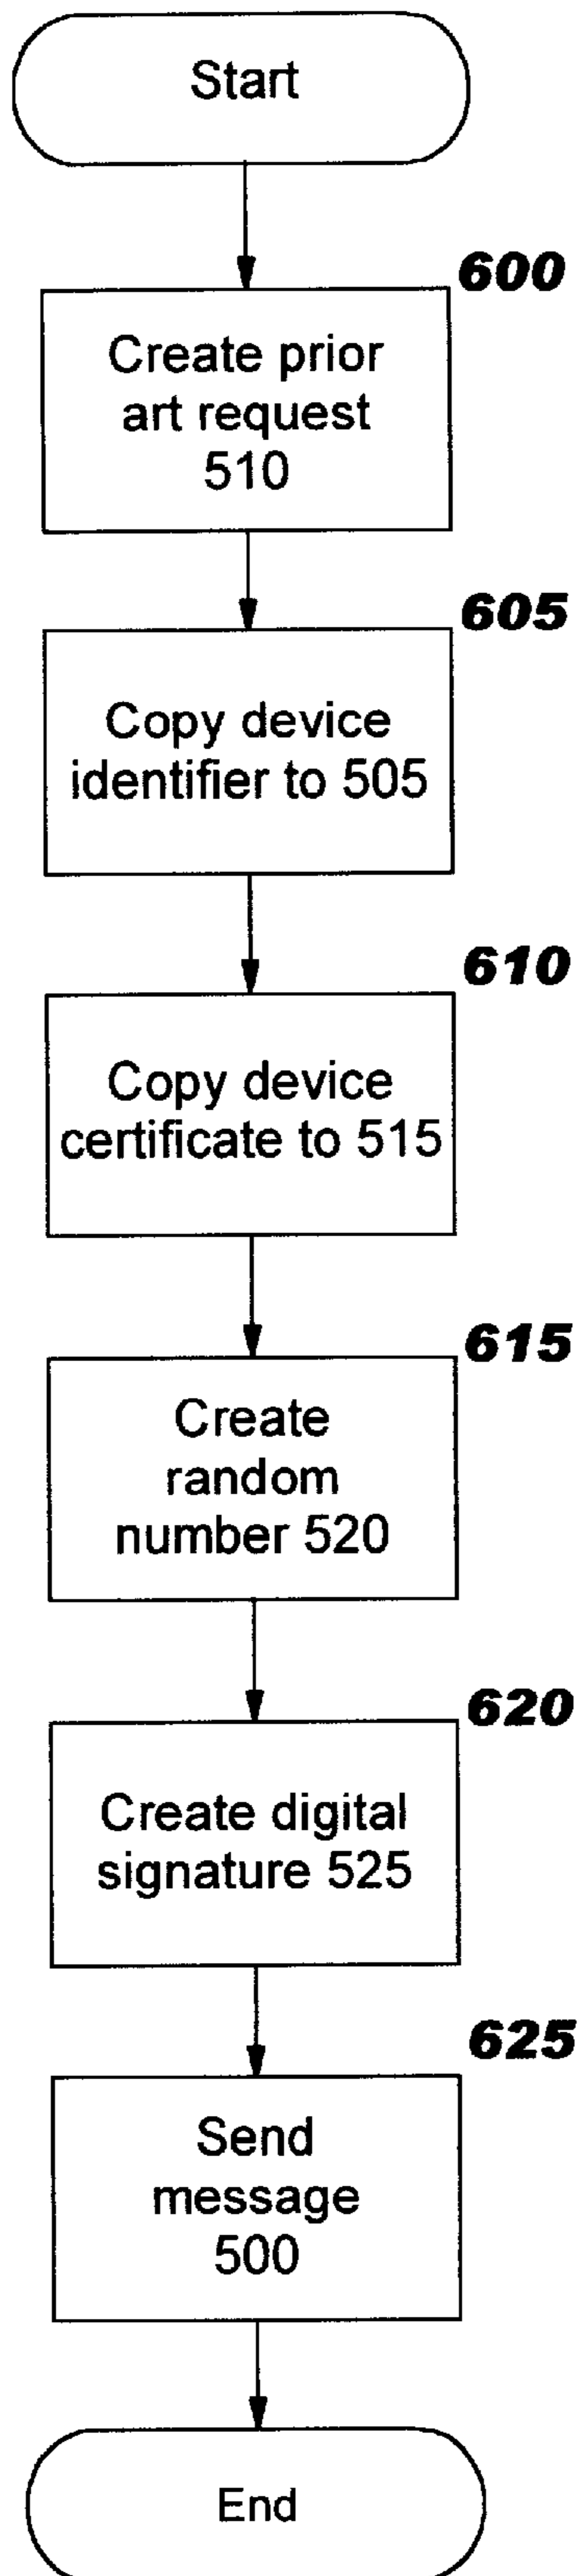 Start
600
Create prior
art request
510
605
Copy device
identifier to 505
610
Copy device
certificate to 515
615
Create
random
number 520
620
Create digital
signature 525
625
Send
message
500
End